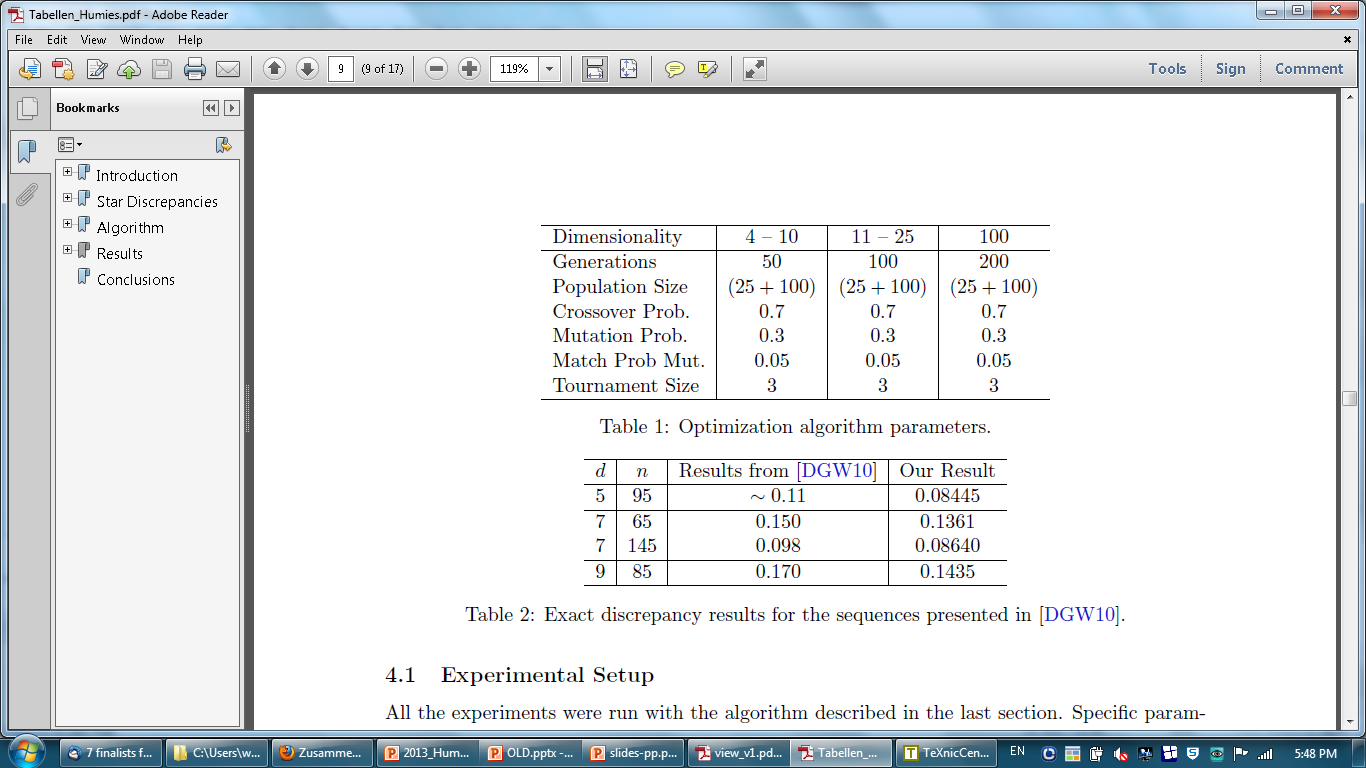 Tabellen_Humies.pdf - Adobe Reader
File Edit View Window Help
9 (9 of 17) 119% Tools Sign Comment
Bookmarks
Introduction
Star Discrepancies
Algorithm
Results
Conclusions
Dimensionality 4 – 10 11 – 25 100
Generations 50 100 200
Population Size (25 + 100) (25 + 100) (25 + 100)
Crossover Prob. 0.7 0.7 0.7
Mutation Prob. 0.3 0.3 0.3
Match Prob Mut. 0.05 0.05 0.05
Tournament Size 3 3 3
Table 1: Optimization algorithm parameters.
d n Results from [DGW10] Our Result
5 95 ∼ 0.11 0.08445
7 65 0.150 0.1361
7 145 0.098 0.08640
9 85 0.170 0.1435
Table 2: Exact discrepancy results for the sequences presented in [DGW10].
4.1 Experimental Setup
All the experiments were run with the algorithm described in the last section. Specific param-
7 finalists f... C:\Users\w... Zusamme... 2013_Hum... OLD.pptx -... slides-pp.p... view_v1.pd... Tabellen_... TeXnicCen... EN 5:48 PM